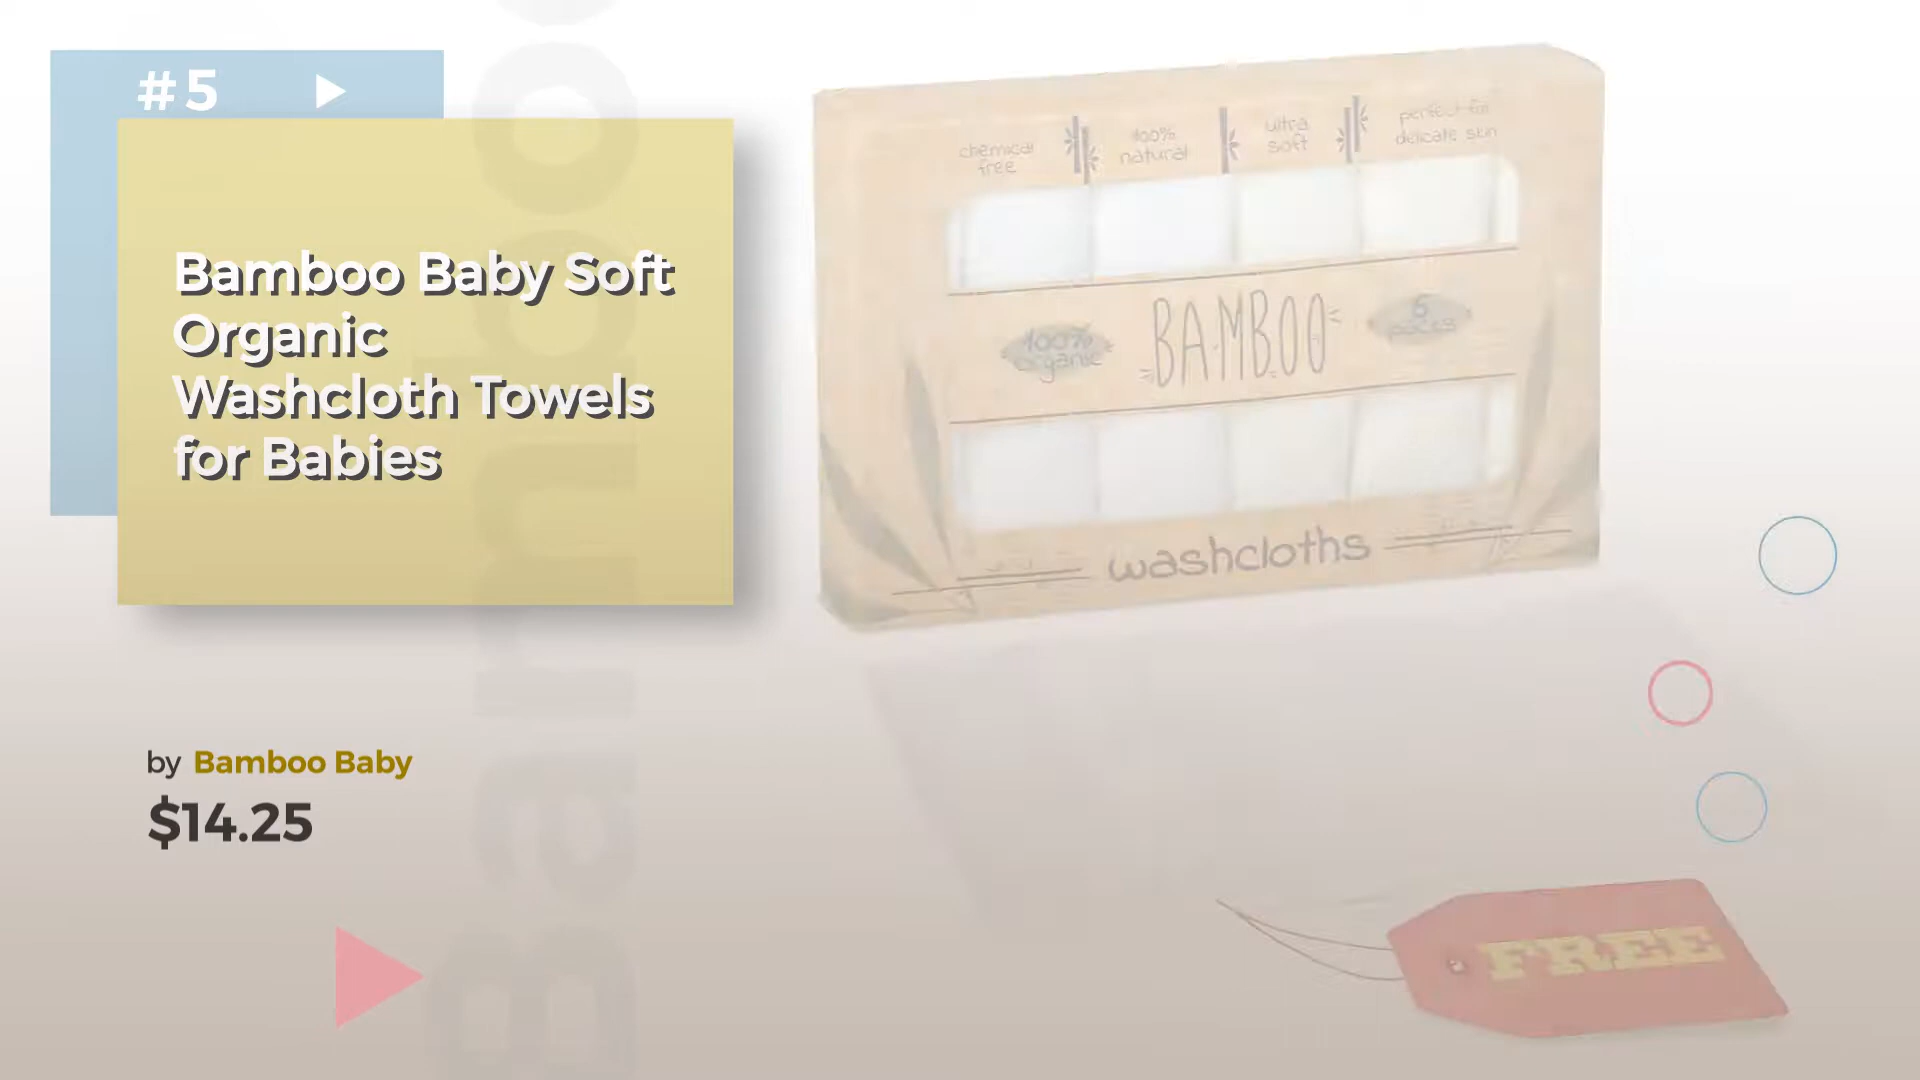 #5
Bamboo Baby Soft
Organic
Washcloth Towels
for Babies
by Bamboo Baby
$14.25
chemical
free
100%
natural
ultra
soft
perfect for
delicate skin
100%
organic
BAMBOO
6
pieces
washcloths
FREE
Bamboo